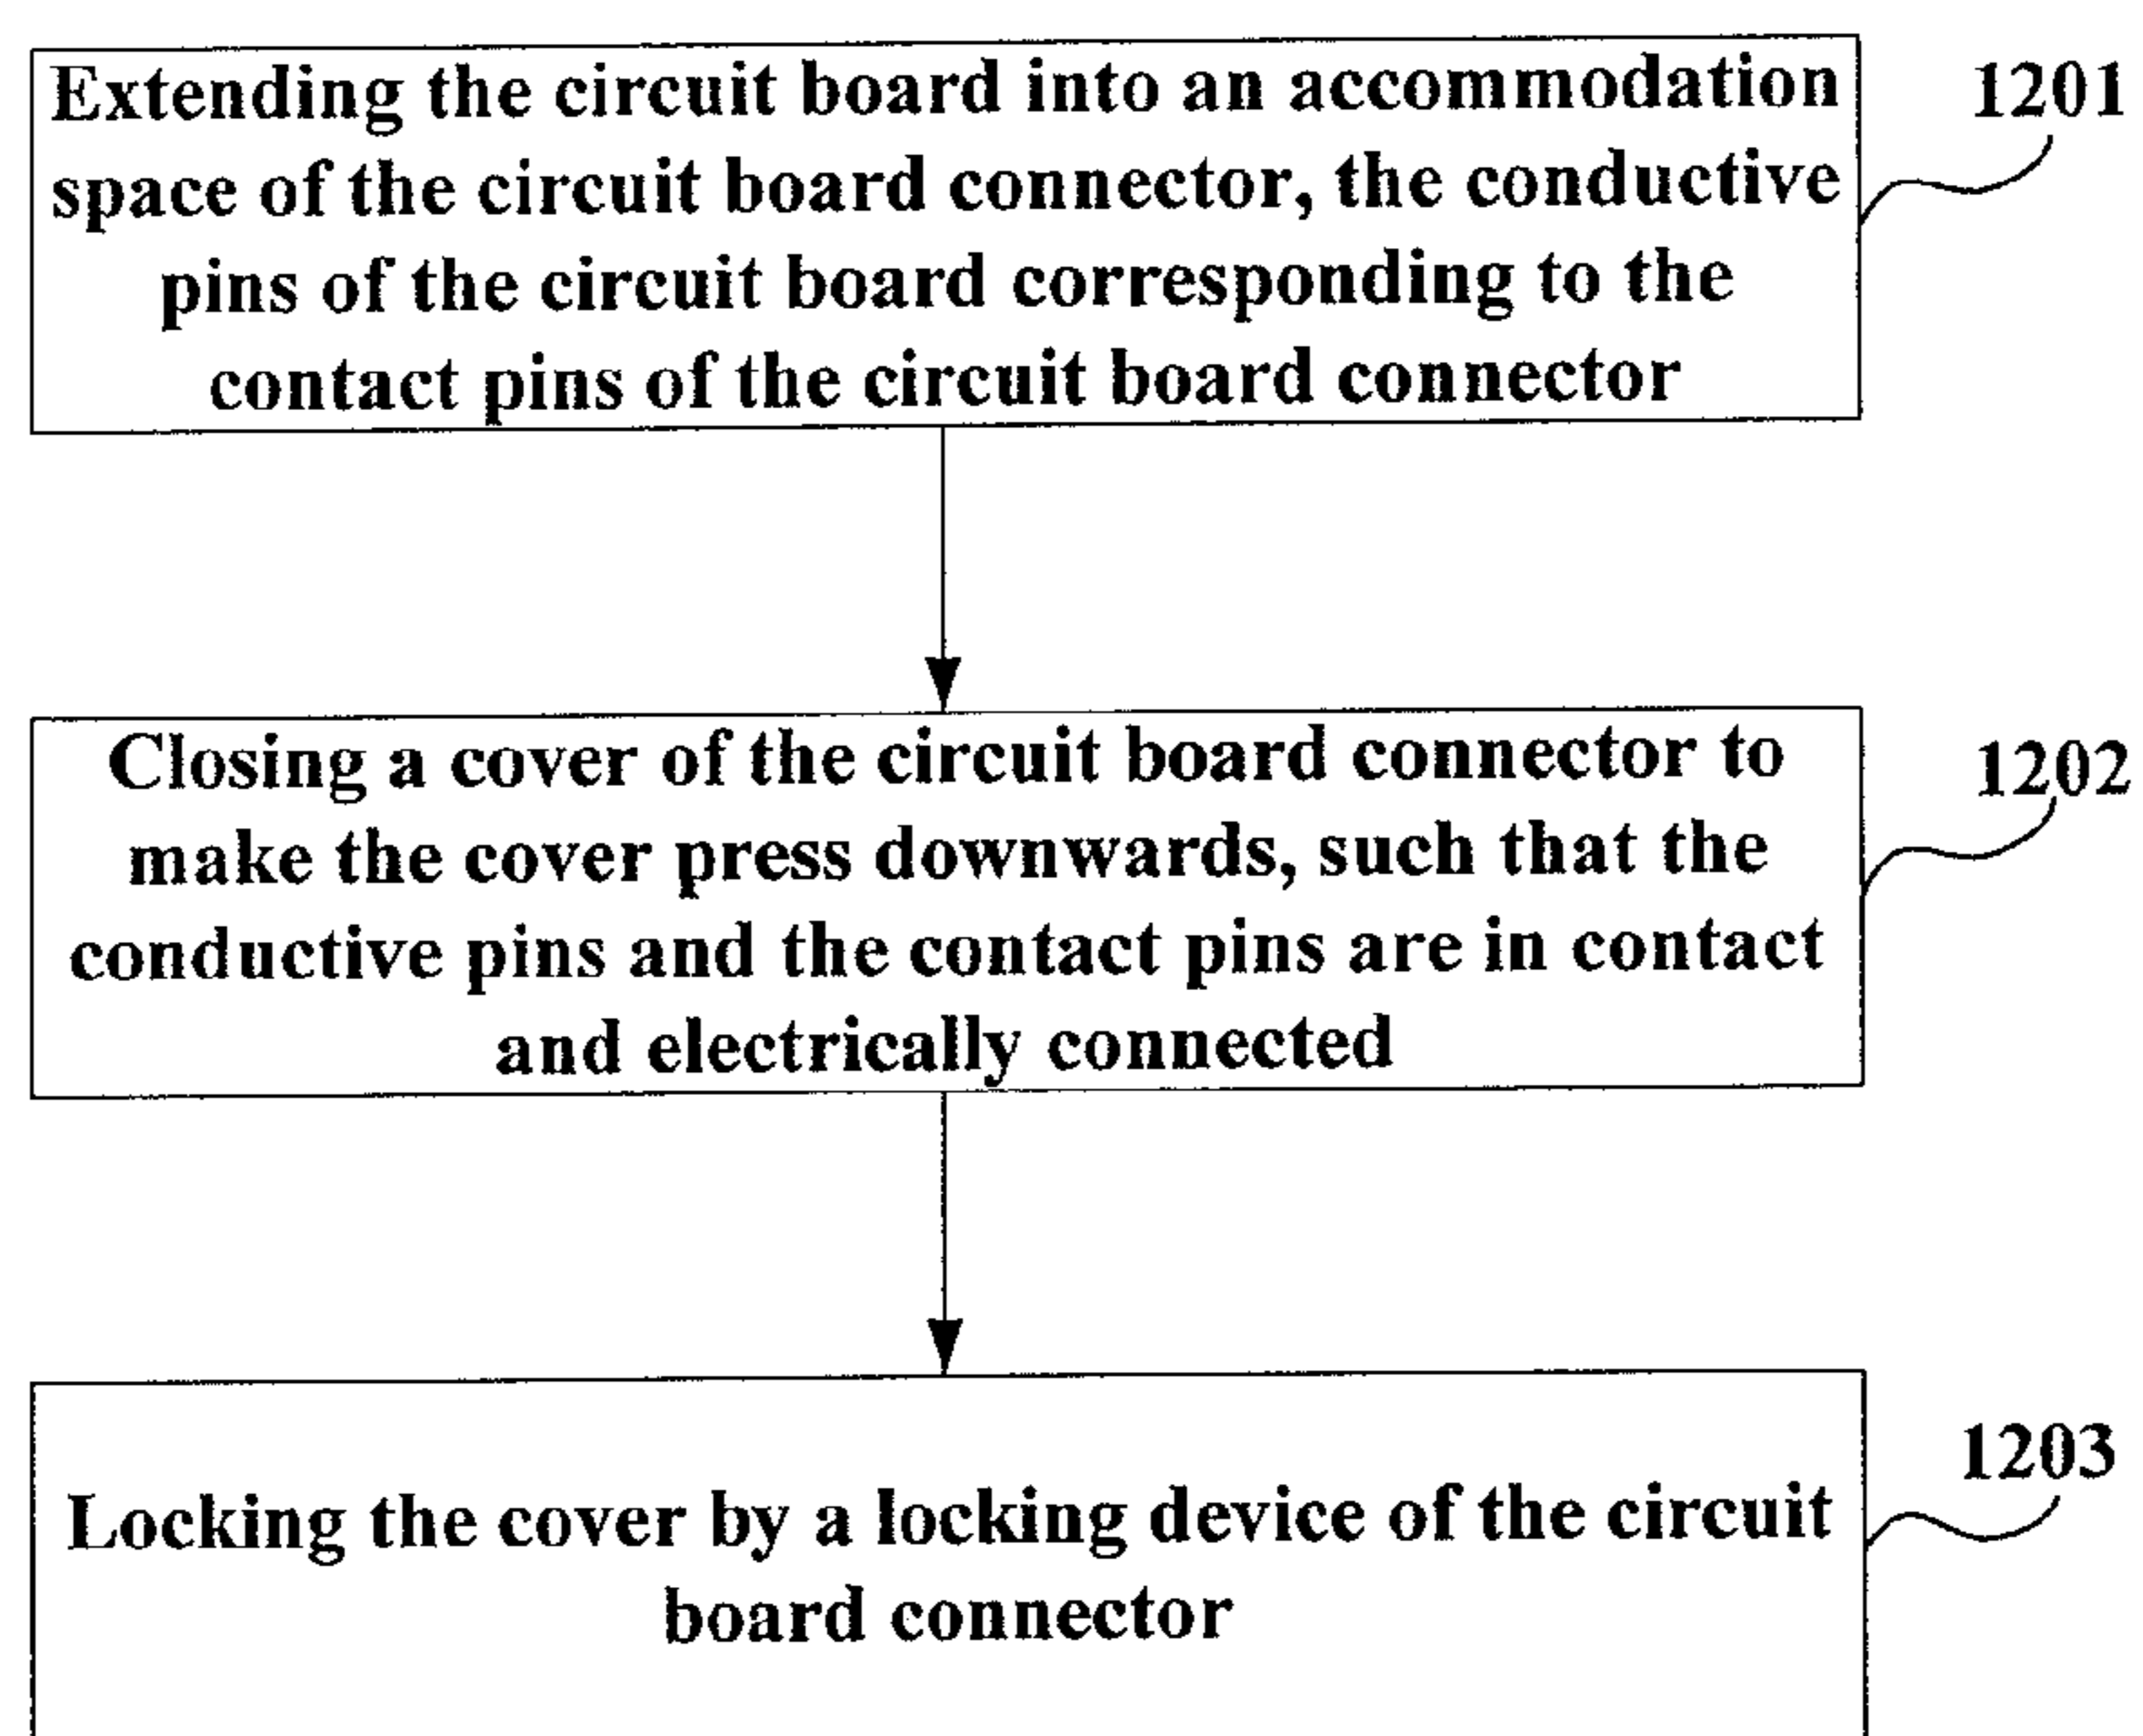 Extending the circuit board into an accommodation
space of the circuit board connector, the conductive
pins of the circuit board corresponding to the
contact pins of the circuit board connector
1201
Closing a cover of the circuit board connector to
make the cover press downwards, such that the
conductive pins and the contact pins are in contact
and electrically connected
1202
Locking the cover by a locking device of the circuit
board connector
1203